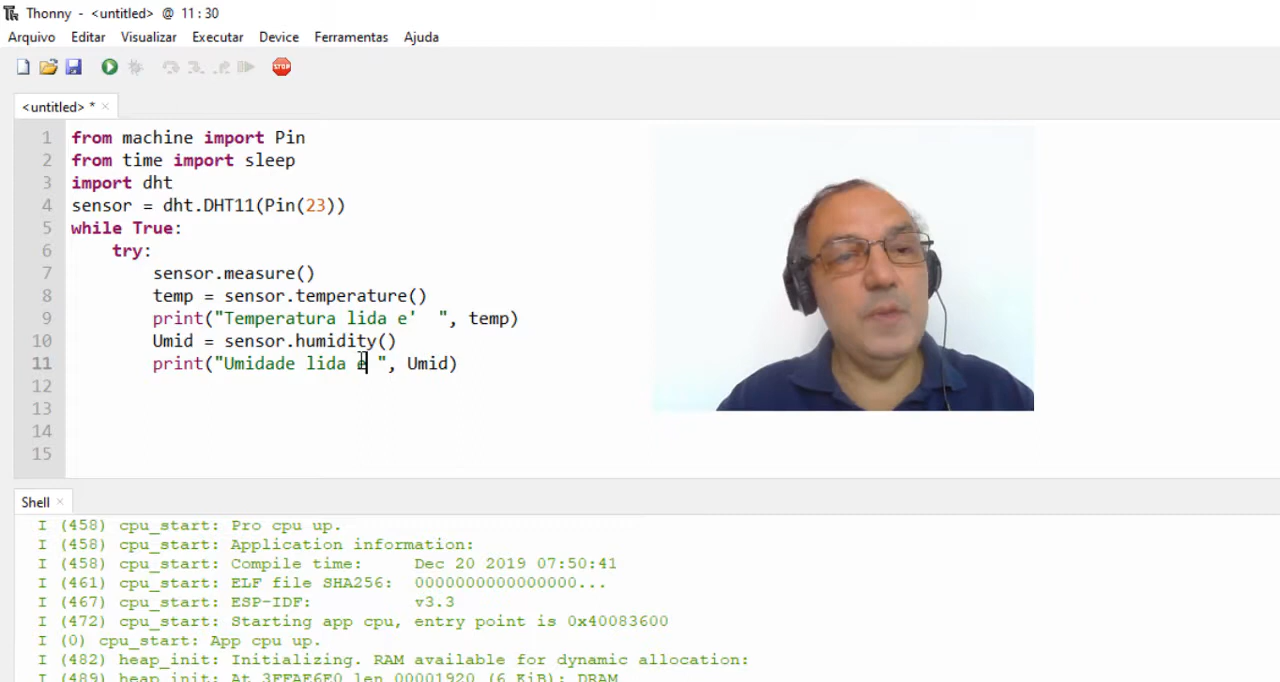 Thonny - <untitled> @ 11:30
Arquivo Editar Visualizar Executar Device Ferramentas Ajuda
STOP
<untitled> * ×
1 from machine import Pin
2 from time import sleep
3 import dht
4 sensor = dht.DHT11(Pin(23))
5 while True:
6 try:
7 sensor.measure()
8 temp = sensor.temperature()
9 print("Temperatura lida e'  ", temp)
10 Umid = sensor.humidity()
11 print("Umidade lida e ", Umid)
12
13
14
15
Shell ×
I (458) cpu_start: Pro cpu up.
I (458) cpu_start: Application information:
I (458) cpu_start: Compile time:     Dec 20 2019 07:50:41
I (461) cpu_start: ELF file SHA256:  0000000000000000...
I (467) cpu_start: ESP-IDF:          v3.3
I (472) cpu_start: Starting app cpu, entry point is 0x40083600
I (0) cpu_start: App cpu up.
I (482) heap_init: Initializing. RAM available for dynamic allocation:
I (489) heap_init: At 3FFAE6E0 len 00001920 (6 KiB): DRAM